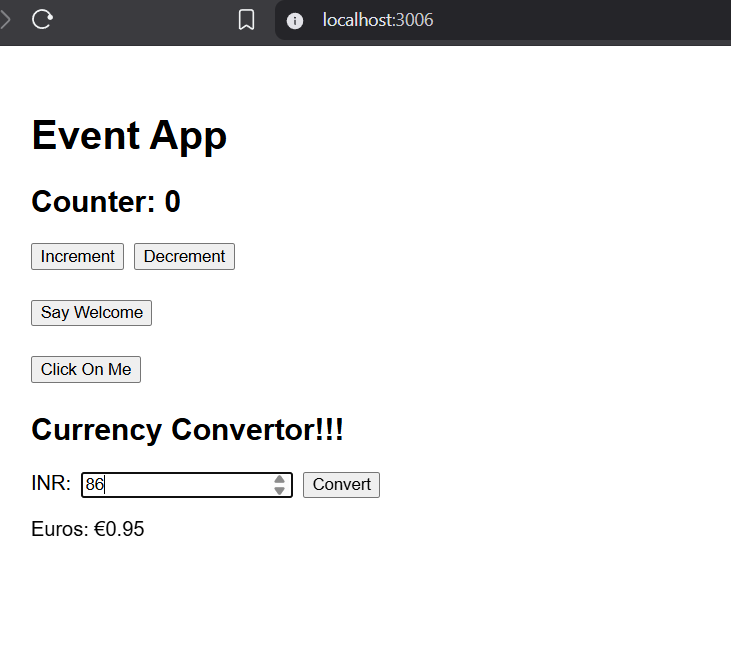 localhost:3006
Event App
Counter: 0
Increment Decrement
Say Welcome
Click On Me
Currency Convertor!!!
INR: 86 Convert
Euros: €0.95